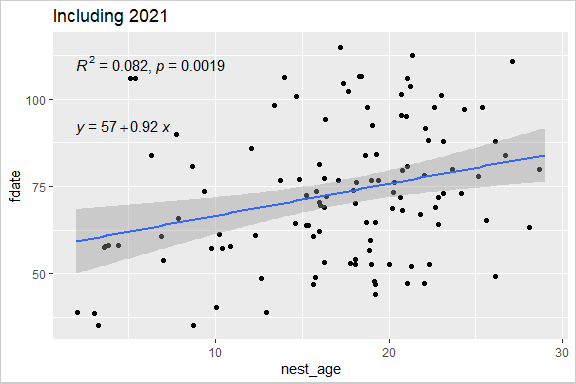 Including 2021
R² = 0.082, p = 0.0019
y = 57 + 0.92 x
100
75
50
fdate
10
20
30
nest_age